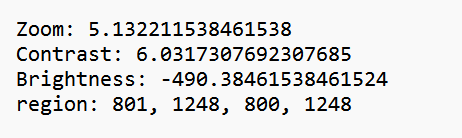 Zoom: 5.132211538461538
Contrast: 6.0317307692307685
Brightness: -490.38461538461524
region: 801, 1248, 800, 1248